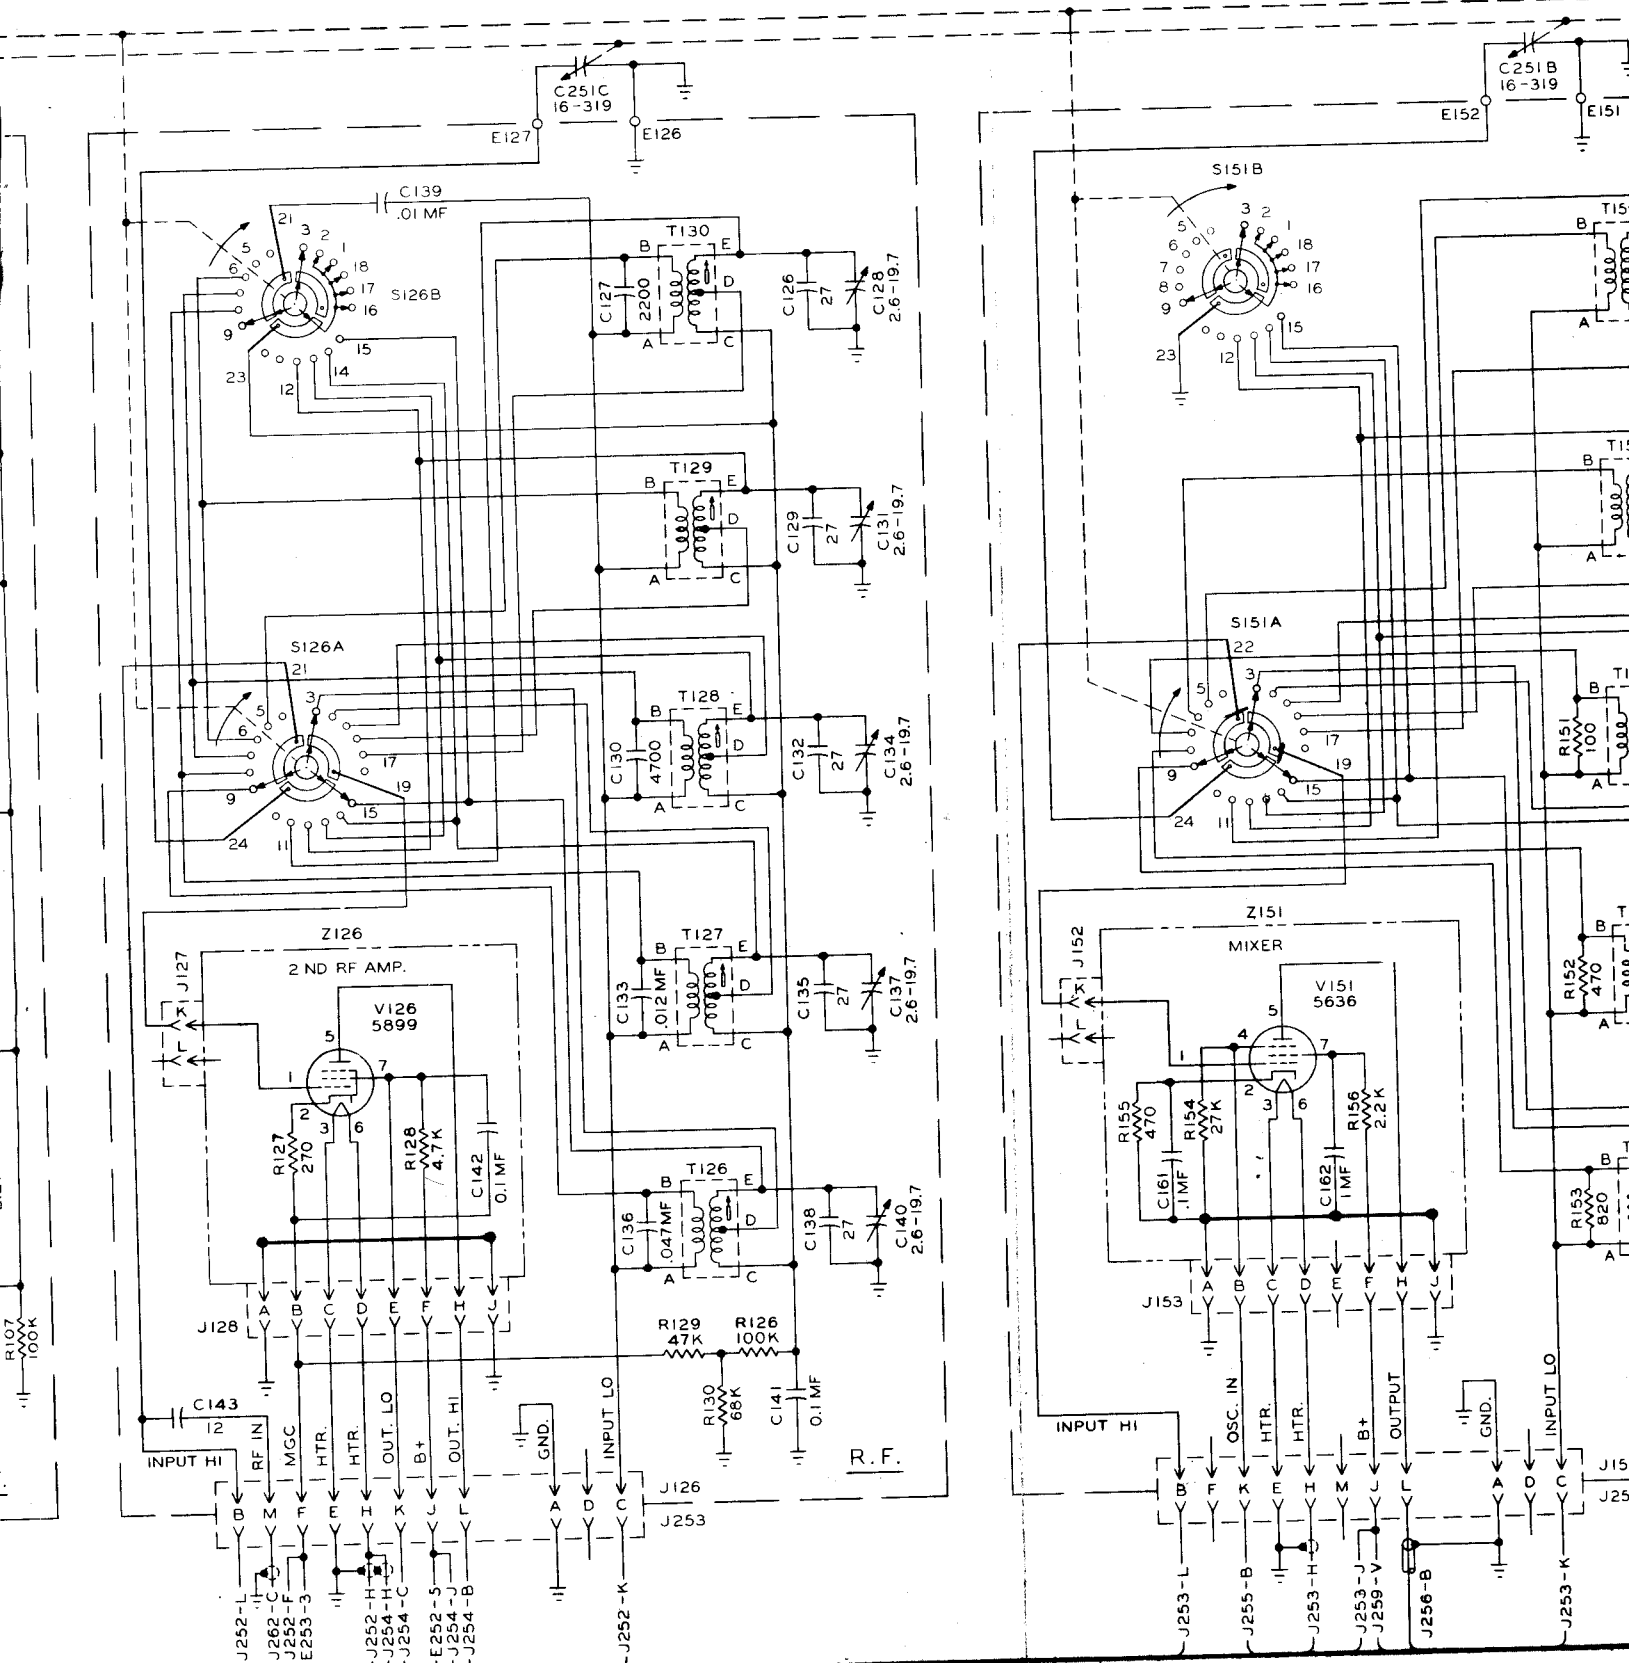 C251C
16-319
E127
E126
C251B
16-319
E152
E151
C139
.01 MF
21
3
2
1
18
17
16
15
14
12
9
6
5
23
S126B
T130
B
E
D
A
C
C127
2200
C126
27
C128
2.6-19.7
T129
B
E
D
A
C
C129
27
C131
2.6-19.7
S126A
21
3
5
6
9
24
11
15
17
19
T128
B
E
D
A
C
C130
4700
C132
27
C134
2.6-19.7
T127
B
E
D
A
C
C133
.012 MF
C135
27
C137
2.6-19.7
T126
B
E
D
A
C
C136
.047MF
C138
27
C140
2.6-19.7
Z126
2 ND RF AMP.
V126
5899
J127
K
L
5
1
7
2
3
6
R127
270
R128
4.7K
C142
0.1MF
A
B
C
D
E
F
H
J
J128
R129
47K
R126
100K
R130
68K
C141
0.1MF
R107
100K
C143
12
INPUT HI
RF IN
MGC
HTR.
HTR.
OUT. LO
B+
OUT. HI
GND.
INPUT LO
R.F.
B
M
F
E
H
K
J
L
A
D
C
J126
J253
J252-L
J262-C
J252-F
E253-3
J252-H
J254-H
J254-C
E252-5
J254-J
J254-B
J252-K
S151B
3
2
1
18
17
16
15
12
9
8
7
6
5
23
B
A
B
A
S151A
22
3
5
9
24
11
15
17
19
B
R151
100
A
B
R152
470
A
B
R153
820
A
Z151
MIXER
V151
5636
J152
K
L
5
4
1
7
2
3
6
R155
470
C161
.1MF
R154
27K
R156
2.2K
C162
.1MF
A
B
C
D
E
F
H
J
J153
INPUT HI
OSC. IN
HTR.
HTR.
B+
OUTPUT
GND.
INPUT LO
B
F
K
E
H
M
J
L
A
D
C
J253-L
J255-B
J253-H
J253-J
J259-V
J256-B
J253-K